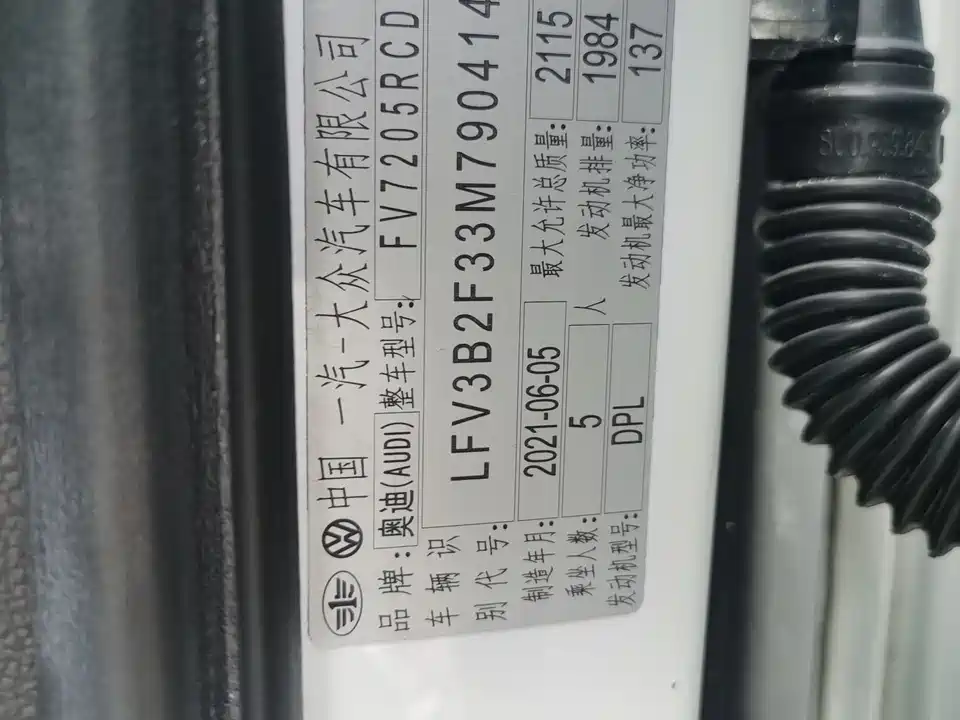 中国 一汽-大众汽车有限公司
品牌: 奥迪(AUDI) 整车型号: FV7205RCD
车辆识别代号: LFV3B2F33M790414
制造年月: 2021-06-05 最大允许总质量: 2115
乘坐人数: 5 人 发动机排量: 1984
发动机型号: DPL 发动机最大净功率: 137